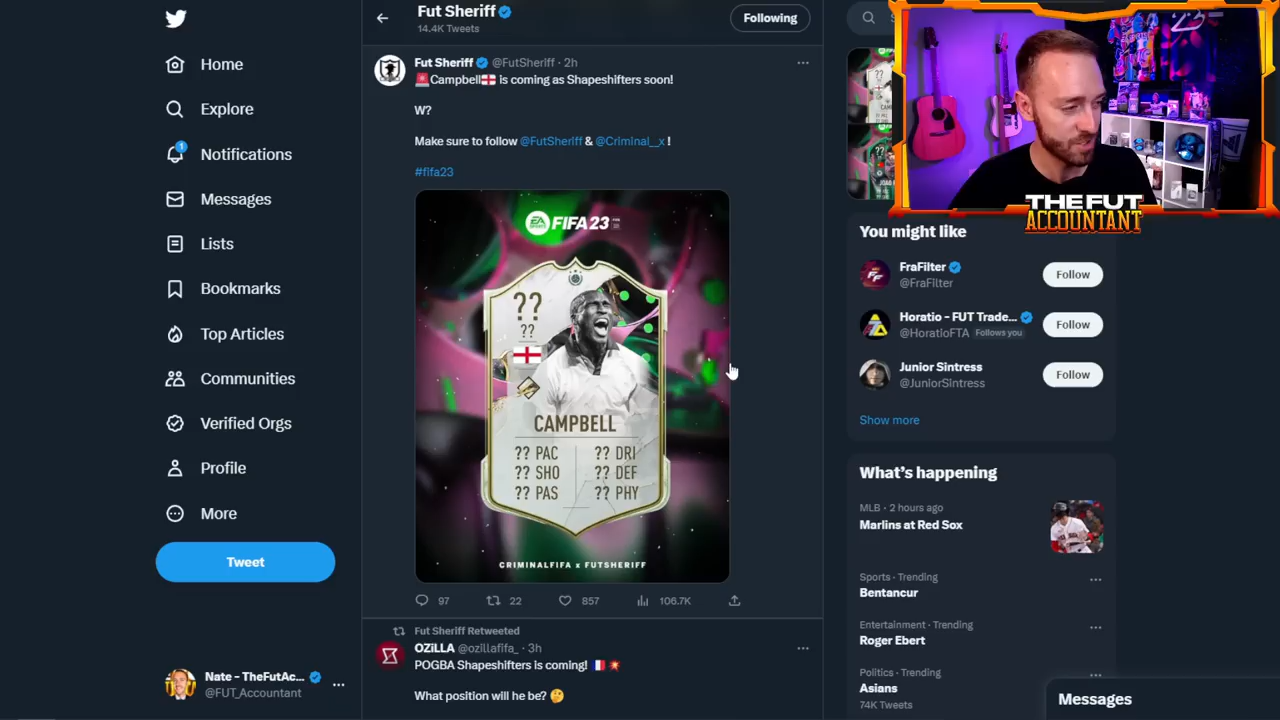 Fut Sheriff
14.4K Tweets
Following
Home
Explore
1
Notifications
Messages
Lists
Bookmarks
Top Articles
Communities
Verified Orgs
Profile
More
Tweet
Nate - TheFutAc...
@FUT_Accountant
Fut Sheriff @FutSheriff · 2h
🚨Campbell🏴󠁧󠁢󠁥󠁮󠁧󠁿 is coming as Shapeshifters soon!
W?
Make sure to follow @FutSheriff & @Criminal__x !
#fifa23
EA SPORTS FIFA 23
??
??
CAMPBELL
?? PAC ?? DRI
?? SHO ?? DEF
?? PAS ?? PHY
CRIMINALFIFA x FUTSHERIFF
97 22 857 106.7K
Fut Sheriff Retweeted
OZiLLA @ozillafifa_ · 3h
POGBA Shapeshifters is coming! 🇫🇷💥
What position will he be? 🤔
THE FUT
ACCOUNTANT
You might like
FraFilter
@FraFilter
Follow
Horatio - FUT Trade...
@HoratioFTA Follows you
Follow
Junior Sintress
@JuniorSintress
Follow
Show more
What's happening
MLB · 2 hours ago
Marlins at Red Sox
Sports · Trending
Bentancur
Entertainment · Trending
Roger Ebert
Politics · Trending
Asians
74K Tweets
Messages